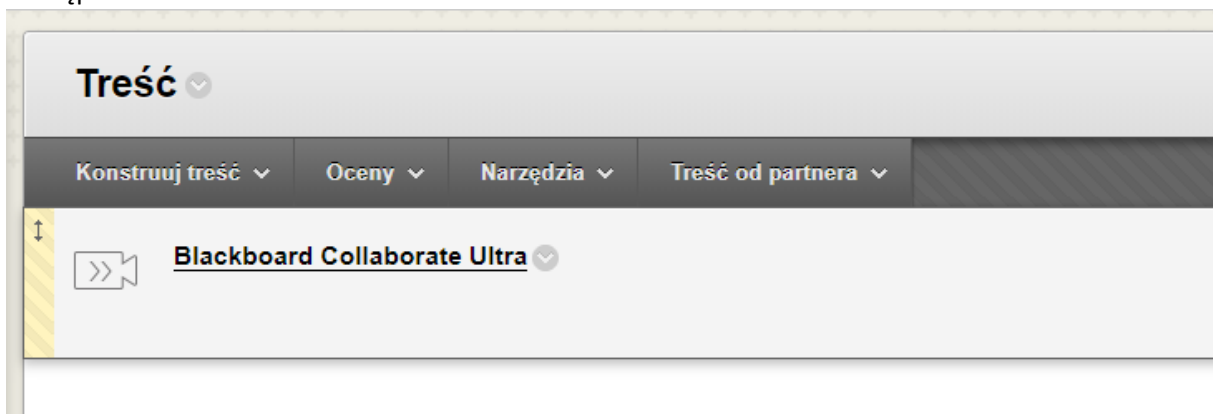 Treść
Konstruuj treść Oceny Narzędzia Treść od partnera
Blackboard Collaborate Ultra